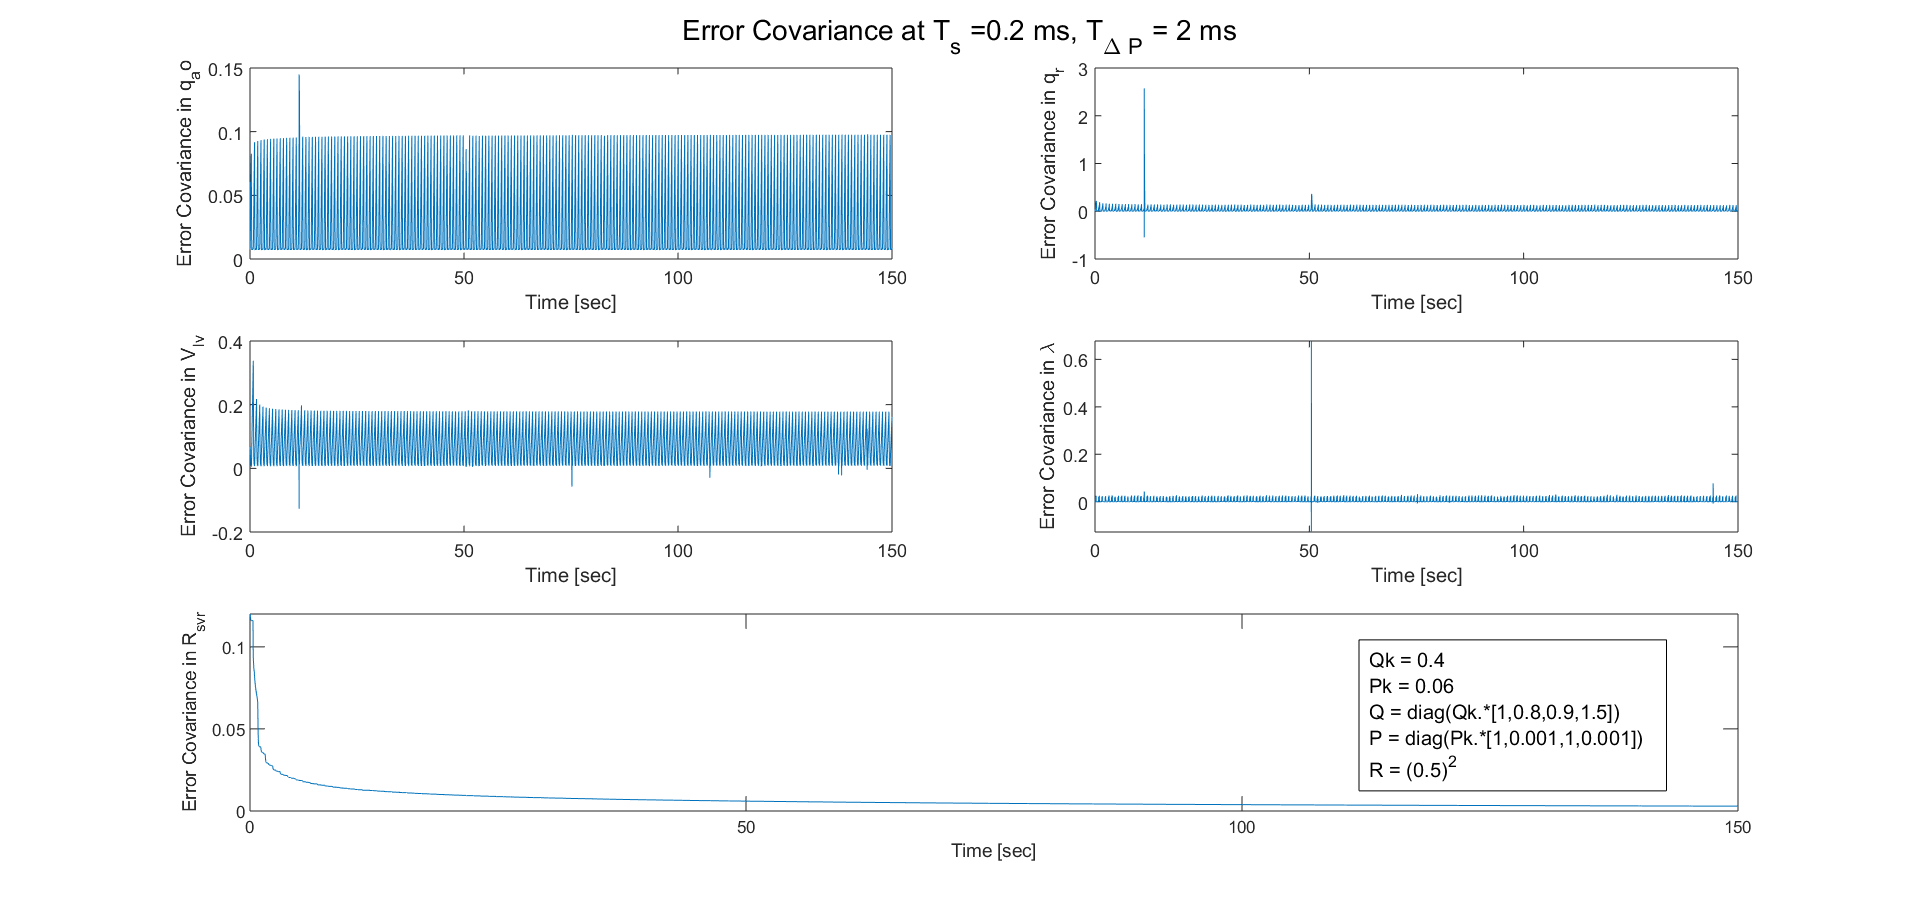 Error Covariance at T_s =0.2 ms, T_Δ P = 2 ms
Error Covariance in q_ao
0.15
0.1
0.05
0
0 50 100 150
Time [sec]
Error Covariance in q_r
3
2
1
0
-1
0 50 100 150
Time [sec]
Error Covariance in V_lv
0.4
0.2
0
-0.2
0 50 100 150
Time [sec]
Error Covariance in λ
0.6
0.4
0.2
0
0 50 100 150
Time [sec]
Error Covariance in R_svr
0.1
0.05
0
0 50 100 150
Time [sec]
Qk = 0.4
Pk = 0.06
Q = diag(Qk.*[1,0.8,0.9,1.5])
P = diag(Pk.*[1,0.001,1,0.001])
R = (0.5)^2